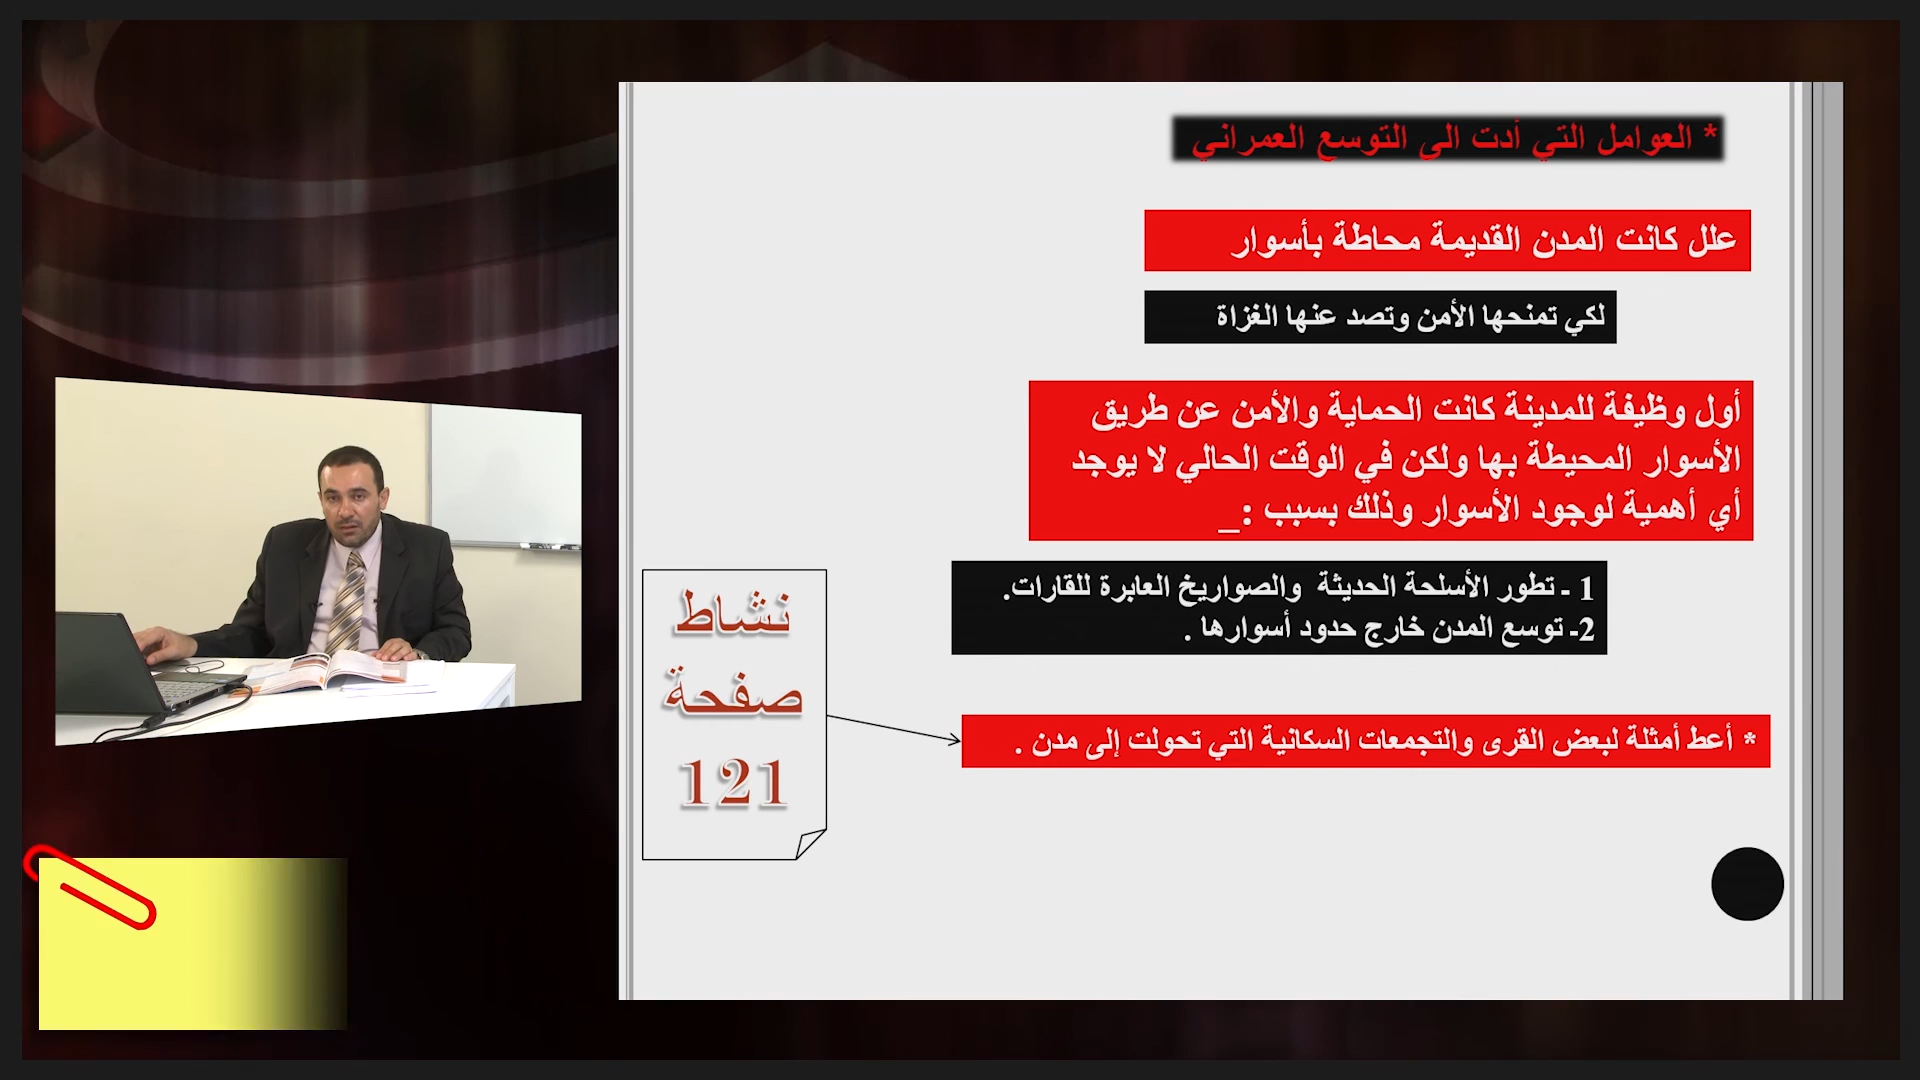 * العوامل التي أدت الى التوسع العمراني
علل كانت المدن القديمة محاطة بأسوار
لكي تمنحها الأمن وتصد عنها الغزاة
أول وظيفة للمدينة كانت الحماية والأمن عن طريق
الأسوار المحيطة بها ولكن في الوقت الحالي لا يوجد
أي أهمية لوجود الأسوار وذلك بسبب :_
1 ـ تطور الأسلحة الحديثة والصواريخ العابرة للقارات.
2ـ توسع المدن خارج حدود أسوارها .
نشاط
صفحة
121
* أعط أمثلة لبعض القرى والتجمعات السكانية التي تحولت إلى مدن .